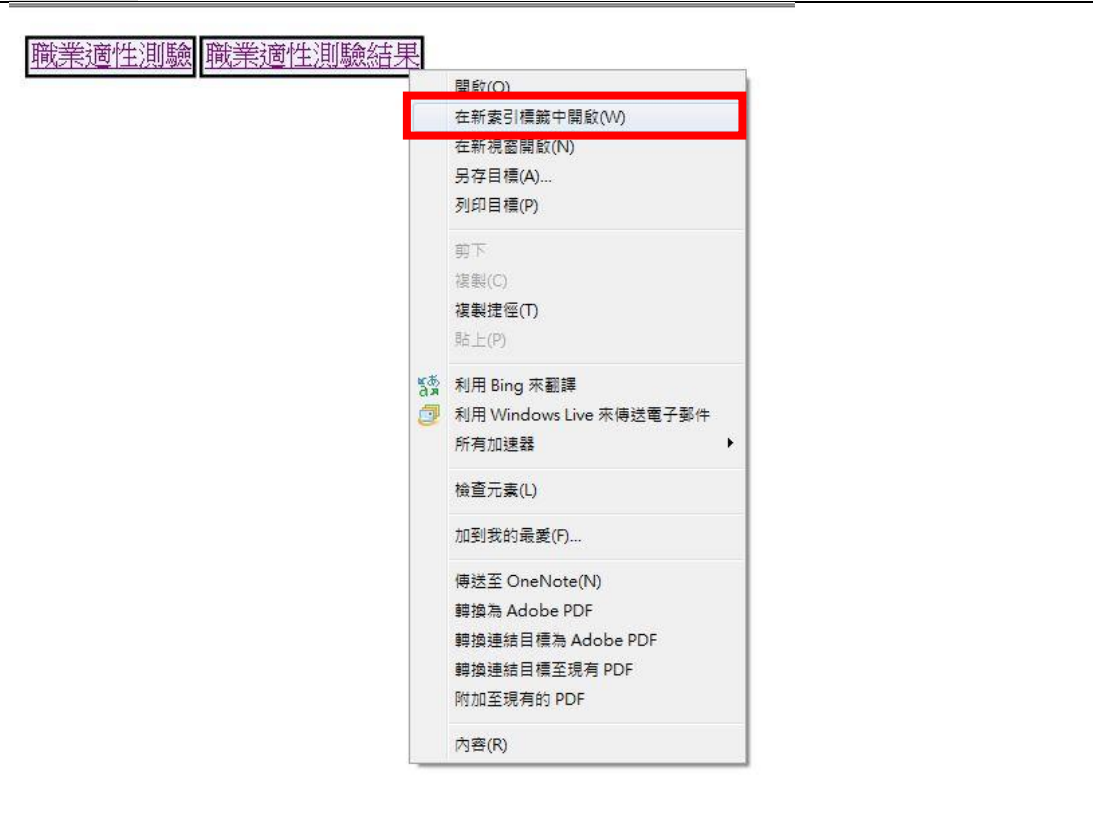 職業適性測驗 職業適性測驗結果
開啟(O)
在新索引標籤中開啟(W)
在新視窗開啟(N)
另存目標(A)...
列印目標(P)
剪下
複製(C)
複製捷徑(T)
貼上(P)
利用 Bing 來翻譯
利用 Windows Live 來傳送電子郵件
所有加速器
檢查元素(L)
加到我的最愛(F)...
傳送至 OneNote(N)
轉換為 Adobe PDF
轉換連結目標為 Adobe PDF
轉換連結目標至現有 PDF
附加至現有的 PDF
內容(R)